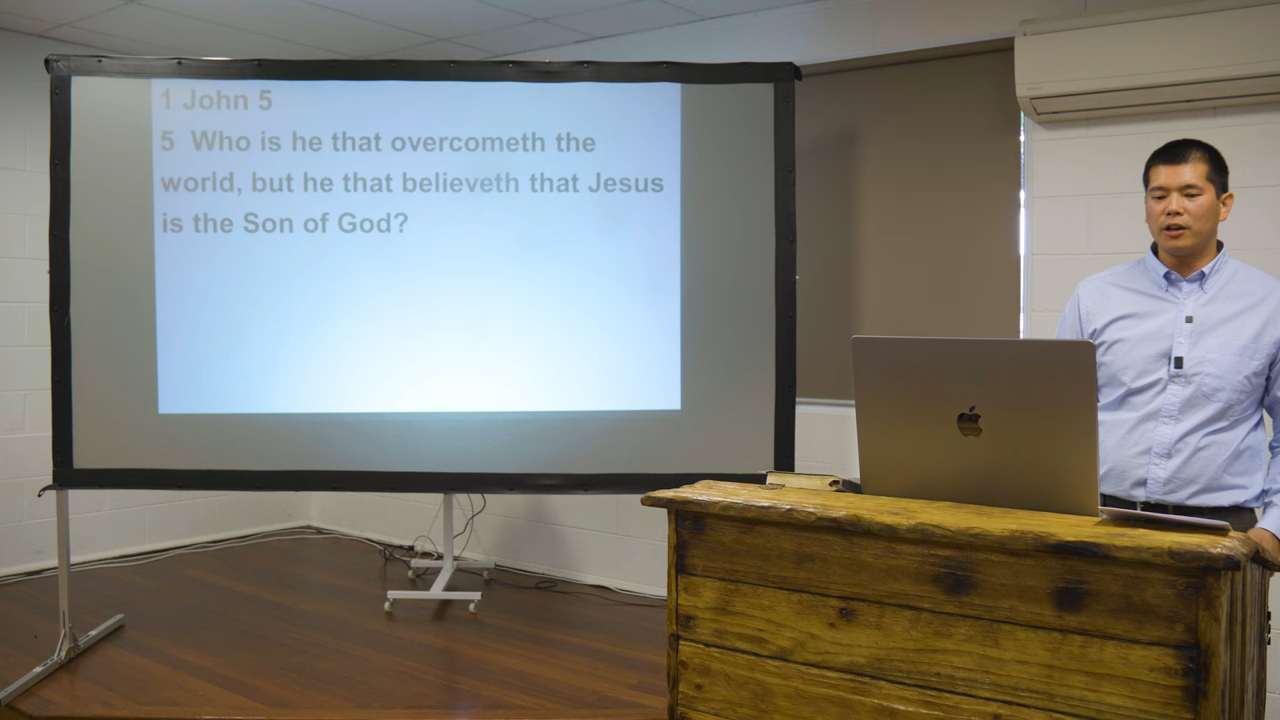 1 John 5
5 Who is he that overcometh the
world, but he that believeth that Jesus
is the Son of God?